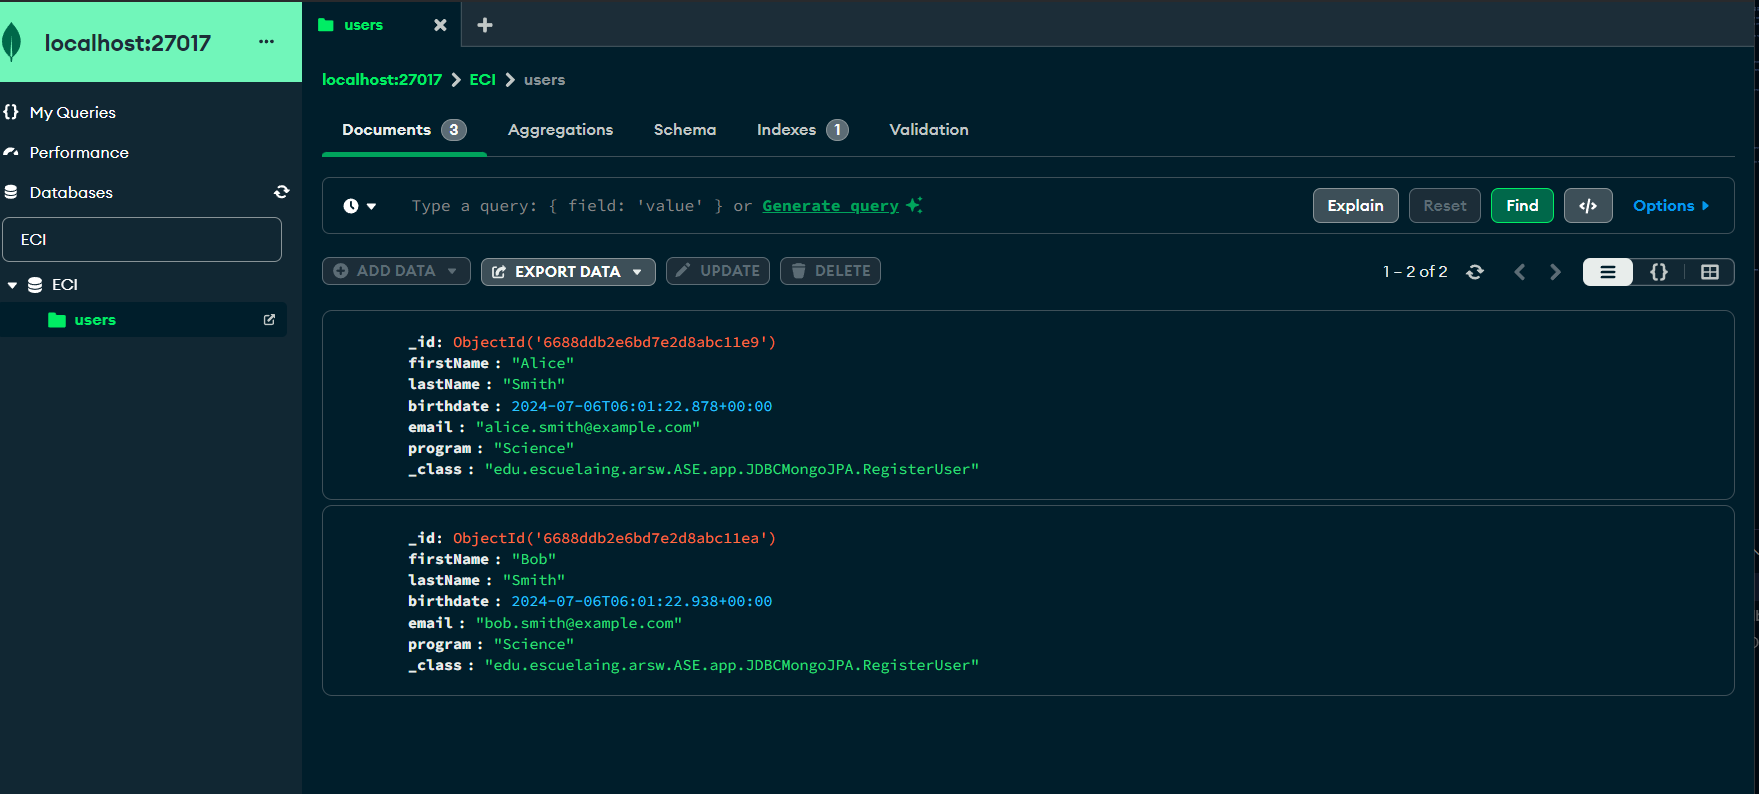 localhost:27017 ...
My Queries
Performance
Databases
ECI
ECI
users
users
localhost:27017 > ECI > users
Documents 3 Aggregations Schema Indexes 1 Validation
Type a query: { field: 'value' } or Generate query Explain Reset Find </> Options
ADD DATA EXPORT DATA UPDATE DELETE 1 – 2 of 2 {}
_id: ObjectId('6688ddb2e6bd7e2d8abc11e9')
firstName : "Alice"
lastName : "Smith"
birthdate : 2024-07-06T06:01:22.878+00:00
email : "alice.smith@example.com"
program : "Science"
_class : "edu.escuelaing.arsw.ASE.app.JDBCMongoJPA.RegisterUser"
_id: ObjectId('6688ddb2e6bd7e2d8abc11ea')
firstName : "Bob"
lastName : "Smith"
birthdate : 2024-07-06T06:01:22.938+00:00
email : "bob.smith@example.com"
program : "Science"
_class : "edu.escuelaing.arsw.ASE.app.JDBCMongoJPA.RegisterUser"